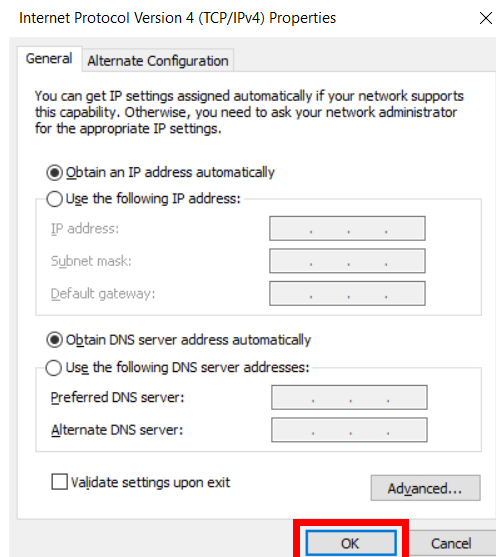 Internet Protocol Version 4 (TCP/IPv4) Properties
General
Alternate Configuration
You can get IP settings assigned automatically if your network supports
this capability. Otherwise, you need to ask your network administrator
for the appropriate IP settings.
Obtain an IP address automatically
Use the following IP address:
IP address:
Subnet mask:
Default gateway:
Obtain DNS server address automatically
Use the following DNS server addresses:
Preferred DNS server:
Alternate DNS server:
Validate settings upon exit
Advanced...
OK
Cancel